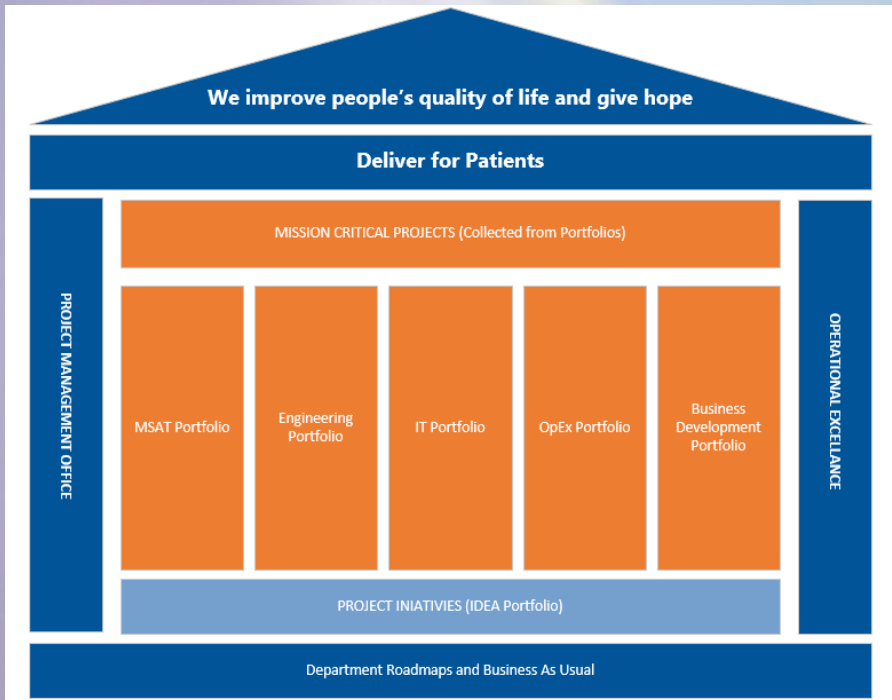 We improve people's quality of life and give hope
Deliver for Patients
MISSION CRITICAL PROJECTS (Collected from Portfolios)
PROJECT MANAGEMENT OFFICE
MSAT Portfolio
Engineering
Portfolio
IT Portfolio
OpEx Portfolio
Business
Development
Portfolio
OPERATIONAL EXCELLANCE
PROJECT INIATIVIES (IDEA Portfolio)
Department Roadmaps and Business As Usual